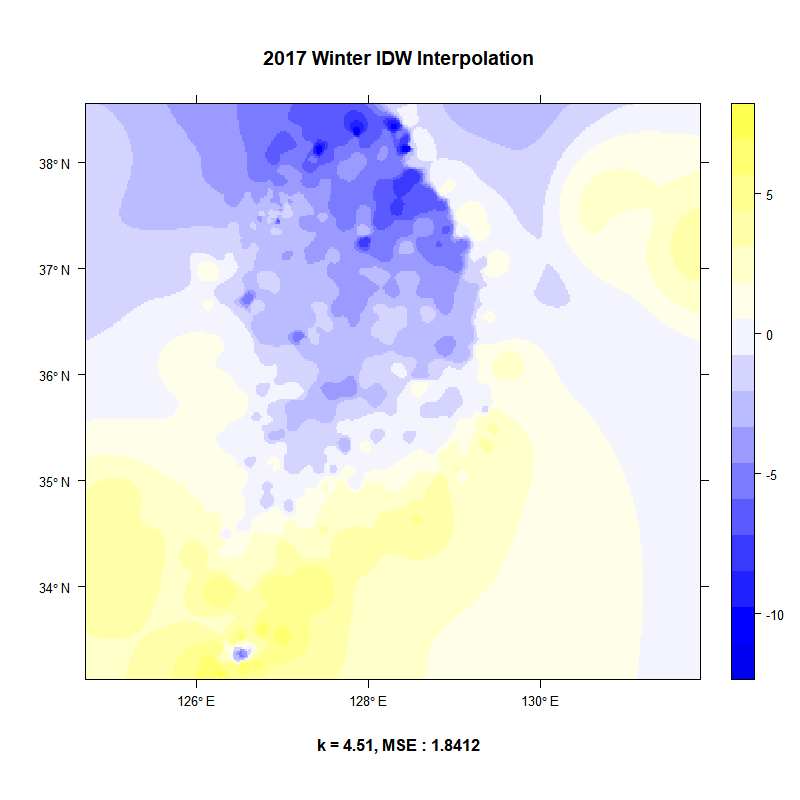 2017 Winter IDW Interpolation
38° N
37° N
36° N
35° N
34° N
126° E
128° E
130° E
5
0
-5
-10
k = 4.51, MSE : 1.8412